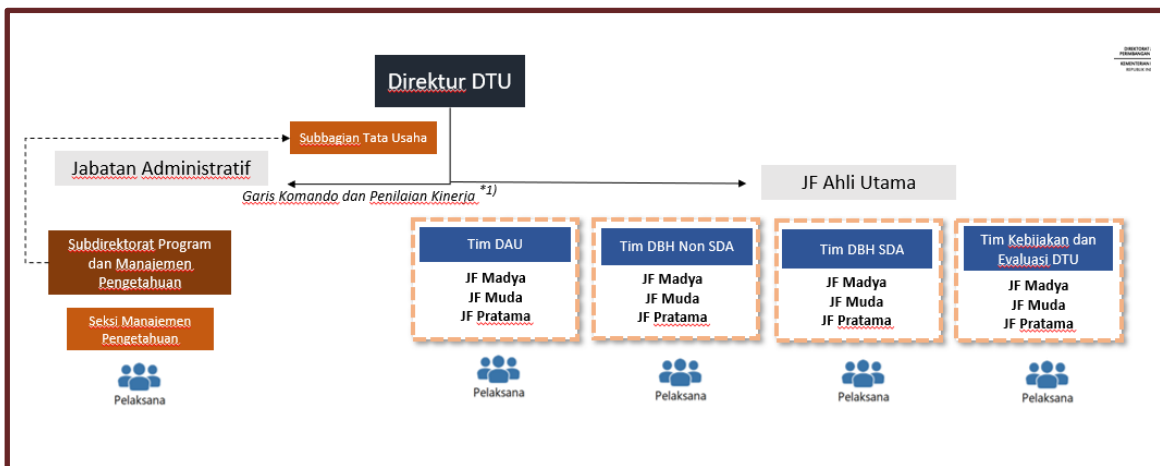 DIREKTORAT
PERIMBANGAN
KEMENTERIAN
Direktur DTU
Subbagian Tata Usaha
Jabatan Administratif
Garis Komando dan Penilaian Kinerja *1)
JF Ahli Utama
Subdirektorat Program
dan Manajemen
Pengetahuan
Seksi Manajemen
Pengetahuan
Pelaksana
Tim DAU
JF Madya
JF Muda
JF Pratama
Pelaksana
Tim DBH Non SDA
JF Madya
JF Muda
JF Pratama
Pelaksana
Tim DBH SDA
JF Madya
JF Muda
JF Pratama
Pelaksana
Tim Kebijakan dan
Evaluasi DTU
JF Madya
JF Muda
JF Pratama
Pelaksana